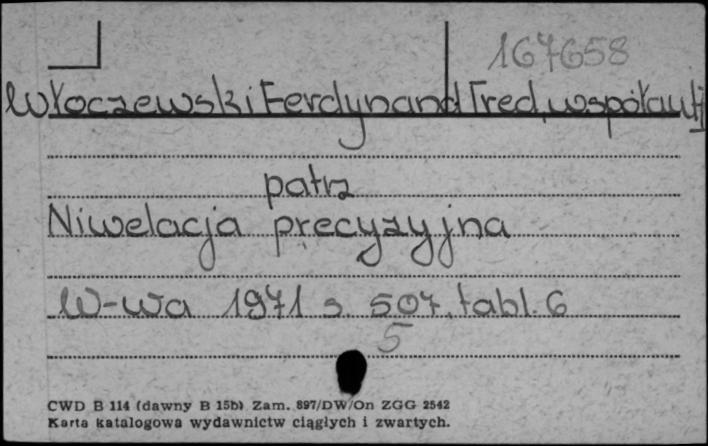 167658
Włoczewski Ferdynand [red. współaut]
patrz
Niwelacja precyzyjna
W-wa 1971 s. 507, tabl. 6
5
CWD B 114 (dawny B 15b) Zam. 897/DW/On ZGG 2542
Karta katalogowa wydawnictw ciągłych i zwartych.